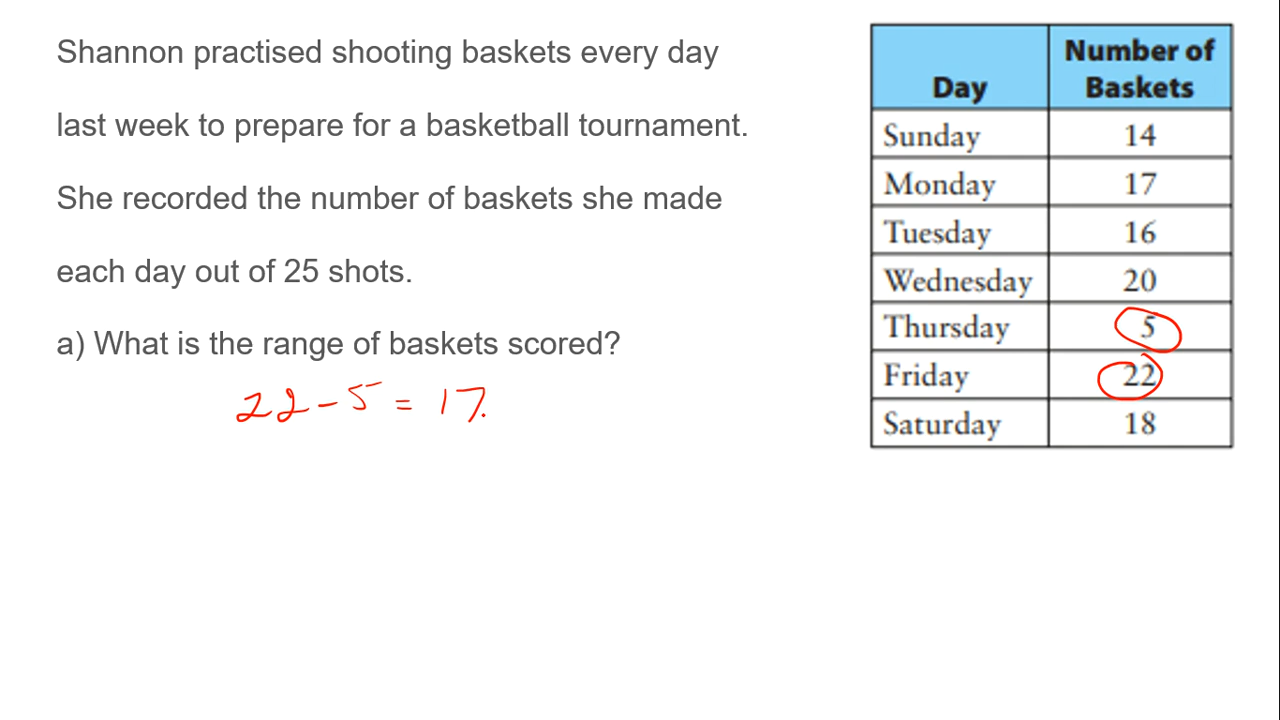 Shannon practised shooting baskets every day
last week to prepare for a basketball tournament.
She recorded the number of baskets she made
each day out of 25 shots.
a) What is the range of baskets scored?
22 - 5 = 17.
Day Number of Baskets
Sunday 14
Monday 17
Tuesday 16
Wednesday 20
Thursday 5
Friday 22
Saturday 18